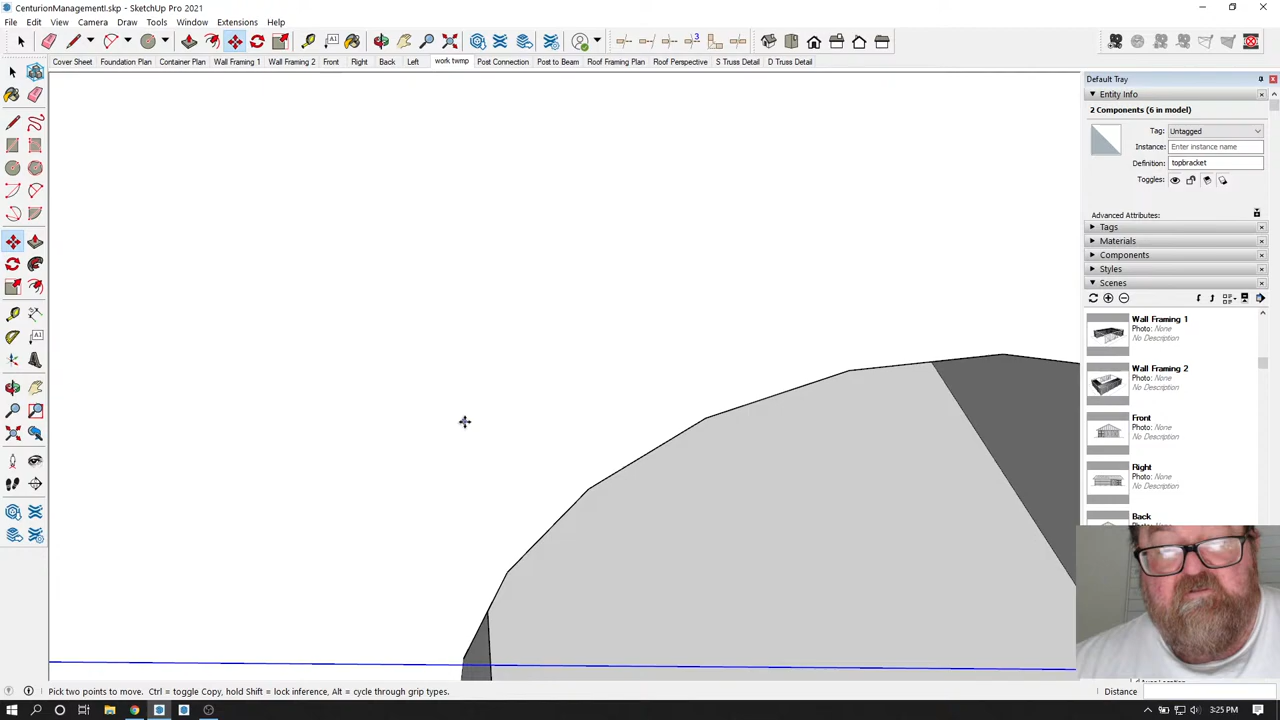 CenturionManagementI.skp - SketchUp Pro 2021
File Edit View Camera Draw Tools Window Extensions Help
3
Cover Sheet Foundation Plan Container Plan Wall Framing 1 Wall Framing 2 Front Right Back Left work twmp Post Connection Post to Beam Roof Framing Plan Roof Perspective S Truss Detail D Truss Detail
Default Tray
Entity Info
2 Components (6 in model)
Tag: Untagged
Instance: Enter instance name
Definition: topbracket
Toggles:
Advanced Attributes:
Tags
Materials
Components
Styles
Scenes
Wall Framing 1
Photo: None
No Description
Wall Framing 2
Photo: None
No Description
Front
Photo: None
No Description
Right
Photo: None
No Description
Back
Pick two points to move. Ctrl = toggle Copy, hold Shift = lock inference, Alt = cycle through grip types.
Distance
3:25 PM